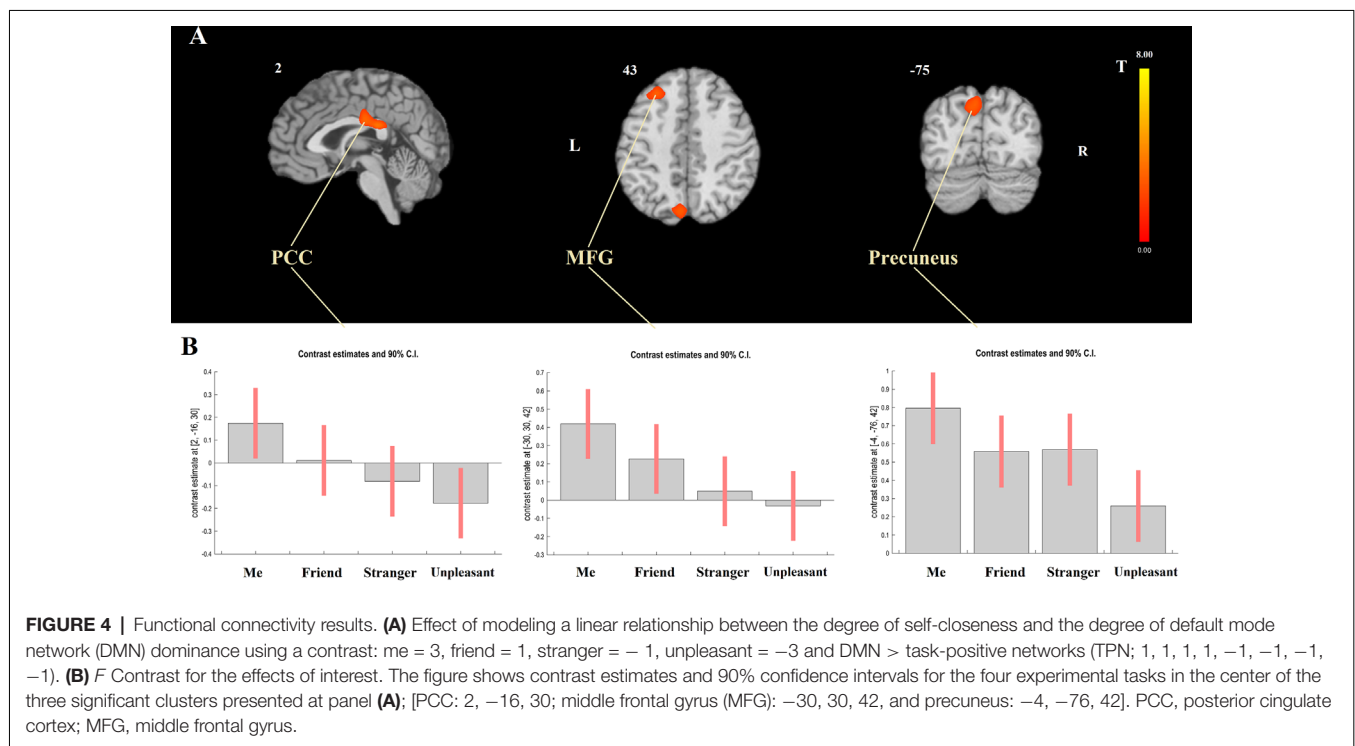 A
2
43
-75
T
8.00
L
R
0.00
PCC
MFG
Precuneus
B
Contrast estimates and 90% C.I.
contrast estimate at [2, -16, 30]
0.4
0.3
0.2
0.1
0
-0.1
-0.2
-0.3
-0.4
Me Friend Stranger Unpleasant
Contrast estimates and 90% C.I.
contrast estimate at [-30, 30, 42]
0.7
0.6
0.5
0.4
0.3
0.2
0.1
0
-0.1
-0.2
-0.3
Me Friend Stranger Unpleasant
Contrast estimates and 90% C.I.
contrast estimate at [-4, -76, 42]
1
0.9
0.8
0.7
0.6
0.5
0.4
0.3
0.2
0.1
0
Me Friend Stranger Unpleasant
FIGURE 4 | Functional connectivity results. (A) Effect of modeling a linear relationship between the degree of self-closeness and the degree of default mode
network (DMN) dominance using a contrast: me = 3, friend = 1, stranger = − 1, unpleasant = −3 and DMN > task-positive networks (TPN; 1, 1, 1, 1, −1, −1, −1,
−1). (B) F Contrast for the effects of interest. The figure shows contrast estimates and 90% confidence intervals for the four experimental tasks in the center of the
three significant clusters presented at panel (A); [PCC: 2, −16, 30; middle frontal gyrus (MFG): −30, 30, 42, and precuneus: −4, −76, 42]. PCC, posterior cingulate
cortex; MFG, middle frontal gyrus.